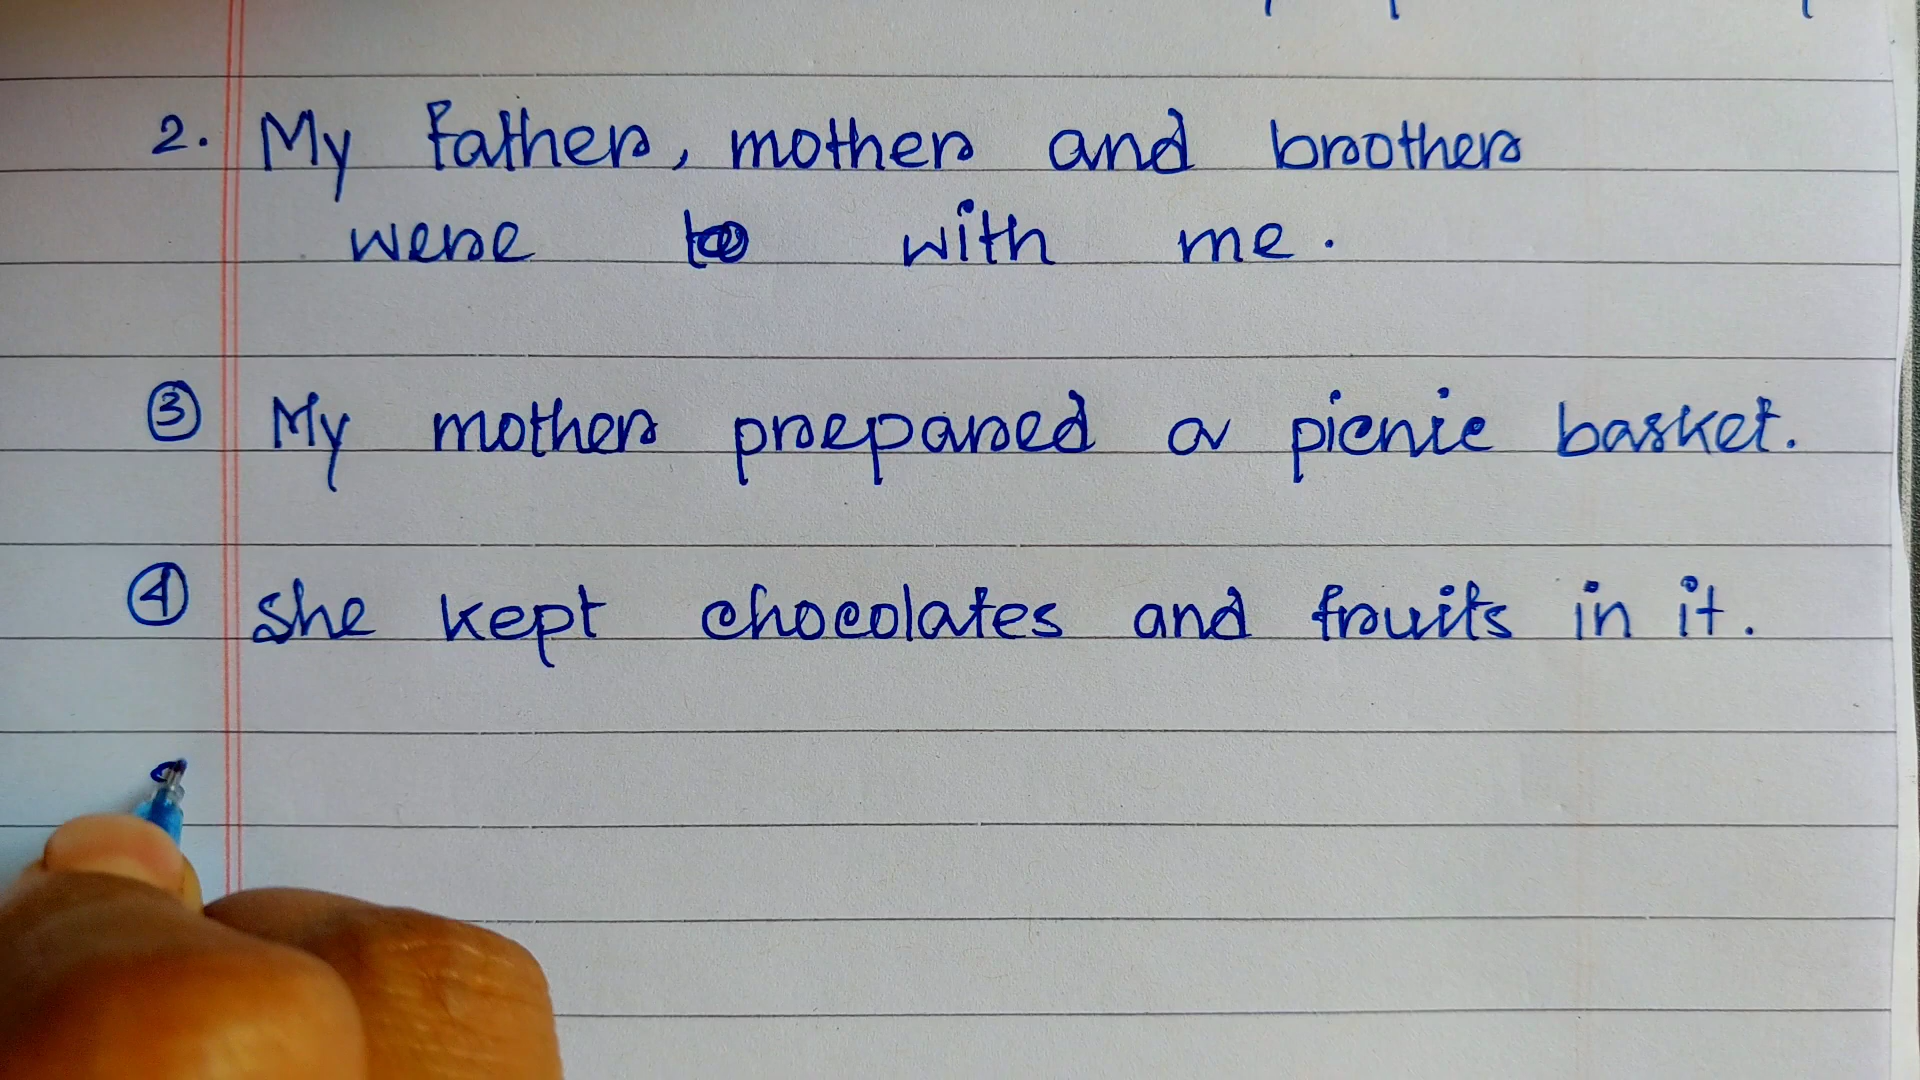 2. My Father, mother and brother
were with me.
③ My mother prepared a picnic basket.
④ She kept chocolates and fruits in it.